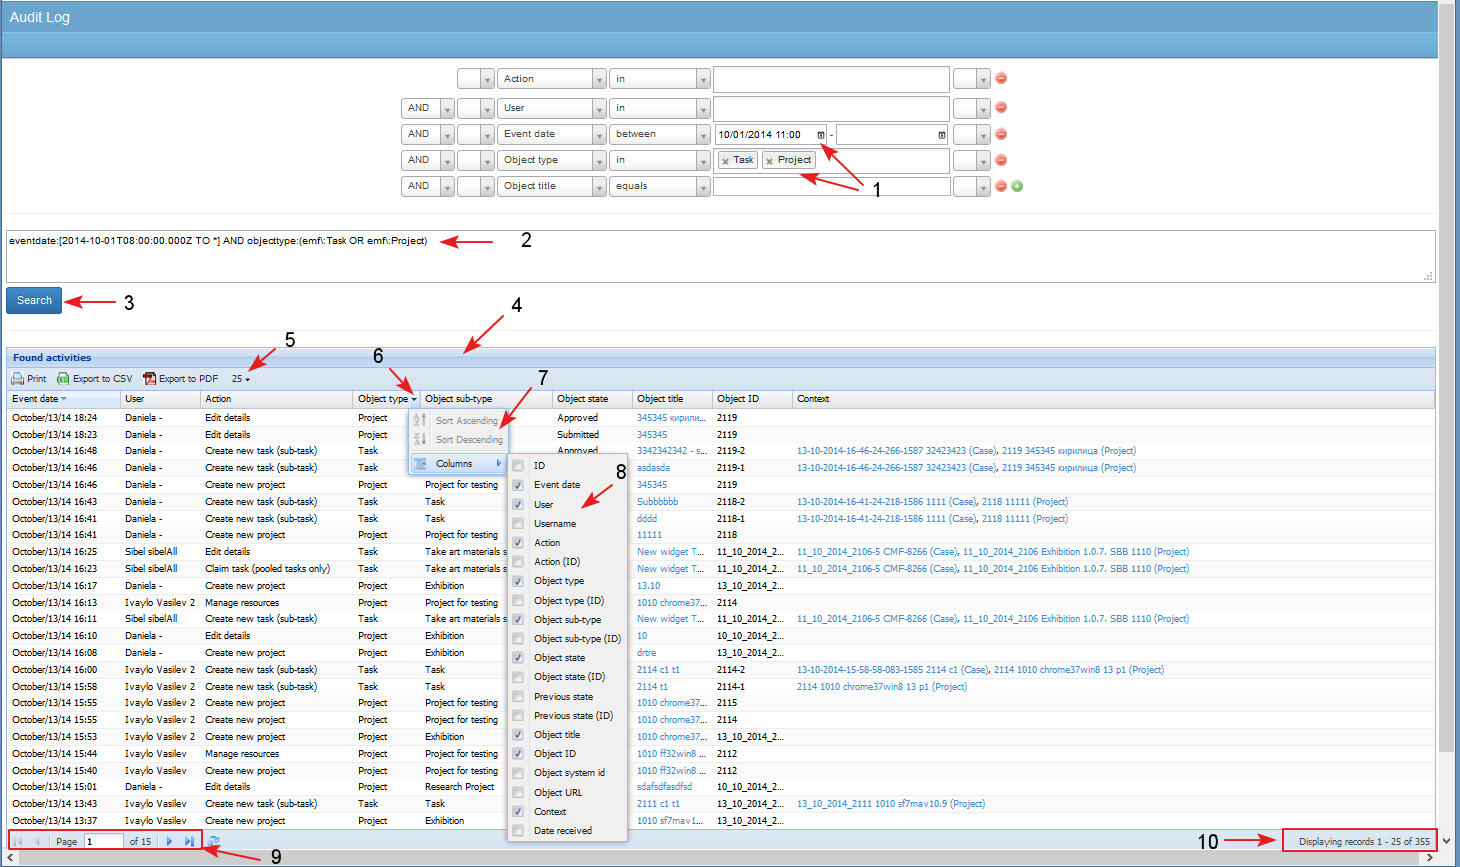 Audit Log
Action in
AND User in
AND Event date between 10/01/2014 11:00 -
AND Object type in Task Project
AND Object title equals
1
eventdate:[2014-10-01T08:00:00.000Z TO *] AND objecttype:(emf\:Task OR emf\:Project)
2
Search
3
4
Found activities
5
6
Print Export to CSV Export to PDF 25
7
Event date User Action Object type Object sub-type Object state Object title Object ID Context
October/13/14 18:24 Daniela - Edit details Project Approved 345345 кирили... 2119
October/13/14 18:23 Daniela - Edit details Project Submitted 345345 2119
October/13/14 16:48 Daniela - Create new task (sub-task) Task Approved 3342342342 - s... 2119-2 13-10-2014-16-46-24-266-1587 32423423 (Case), 2119 345345 кирилица (Project)
October/13/14 16:46 Daniela - Create new task (sub-task) Task asdasda 2119-1 13-10-2014-16-46-24-266-1587 32423423 (Case), 2119 345345 кирилица (Project)
October/13/14 16:46 Daniela - Create new project Project Project for testing 345345 2119
October/13/14 16:43 Daniela - Create new task (sub-task) Task Task Subbbbbb 2118-2 13-10-2014-16-41-24-218-1586 1111 (Case), 2118 11111 (Project)
October/13/14 16:41 Daniela - Create new task (sub-task) Task Task dddd 2118-1 13-10-2014-16-41-24-218-1586 1111 (Case), 2118 11111 (Project)
October/13/14 16:41 Daniela - Create new project Project Project for testing 11111 2118
October/13/14 16:25 Sibel sibelAll Edit details Task Take art materials s New widget T... 11_10_2014_2... 11_10_2014_2106-5 CMF-8266 (Case), 11_10_2014_2106 Exhibition 1.0.7. SBB 1110 (Project)
October/13/14 16:23 Sibel sibelAll Claim task (pooled tasks only) Task Take art materials s New widget T... 11_10_2014_2... 11_10_2014_2106-5 CMF-8266 (Case), 11_10_2014_2106 Exhibition 1.0.7. SBB 1110 (Project)
October/13/14 16:17 Daniela - Create new project Project Exhibition 13.10 13_10_2014_2...
October/13/14 16:13 Ivaylo Vasilev 2 Manage resources Project Project for testing 1010 chrome3... 2114
October/13/14 16:11 Sibel sibelAll Create new task (sub-task) Task Take art materials s New widget T... 11_10_2014_2... 11_10_2014_2106-5 CMF-8266 (Case), 11_10_2014_2106 Exhibition 1.0.7. SBB 1110 (Project)
October/13/14 16:10 Daniela - Edit details Project Exhibition 10 10_10_2014_2...
October/13/14 16:08 Daniela - Create new project Project Exhibition drtre 13_10_2014_2...
October/13/14 16:00 Ivaylo Vasilev 2 Create new task (sub-task) Task Task 2114 c1 t1 2114-2 13-10-2014-15-58-58-083-1585 2114 c1 (Case), 2114 1010 chrome37win8 13 p1 (Project)
October/13/14 15:58 Ivaylo Vasilev 2 Create new task (sub-task) Task Task 2114 t1 2114-1 2114 1010 chrome37win8 13 p1 (Project)
October/13/14 15:55 Ivaylo Vasilev 2 Create new project Project Project for testing 1010 chrome37... 2115
October/13/14 15:55 Ivaylo Vasilev 2 Create new project Project Project for testing 1010 chrome37... 2114
October/13/14 15:53 Ivaylo Vasilev 2 Create new project Project Exhibition 1010 chrome37... 13_10_2014_2...
October/13/14 15:44 Ivaylo Vasilev Manage resources Project Project for testing 1010 ff32win8 ... 2112
October/13/14 15:40 Ivaylo Vasilev Create new project Project Project for testing 1010 ff32win8 ... 2112
October/13/14 15:01 Daniela - Edit details Project Research Project sdafsdfasdfsd 10_10_2014_2...
October/13/14 13:43 Ivaylo Vasilev Create new task (sub-task) Task Task 2111 c1 t1 13_10_2014_2... 13_10_2014_2111 1010 sf7mav10.9 (Project)
October/13/14 13:37 Ivaylo Vasilev Create new project Project Exhibition 1010 sf7mav1... 13_10_2014_2...
Sort Ascending
Sort Descending
Columns
8
ID
Event date
User
Username
Action
Action (ID)
Object type
Object type (ID)
Object sub-type
Object sub-type (ID)
Object state
Object state (ID)
Previous state
Previous state (ID)
Object title
Object ID
Object system id
Object URL
Context
Date received
Page 1 of 15
9
10
Displaying records 1 - 25 of 355